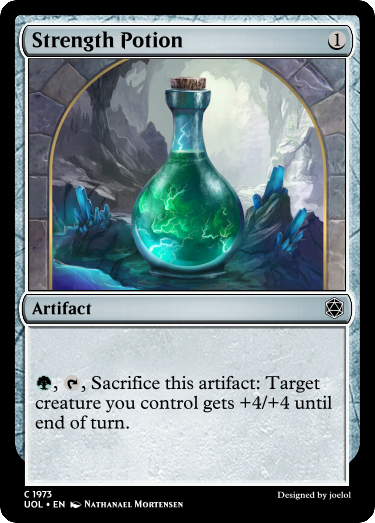 Strength Potion 1
Artifact
, , Sacrifice this artifact: Target
creature you control gets +4/+4 until
end of turn.
C 1973
UOL • EN Nathanael Mortensen
Designed by joelol